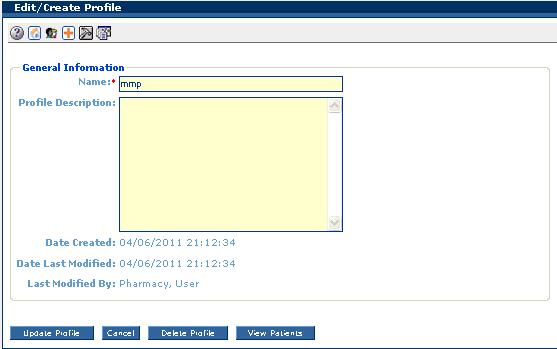 Edit/Create Profile
General Information
Name:* mmp
Profile Description:
Date Created: 04/06/2011 21:12:34
Date Last Modified: 04/06/2011 21:12:34
Last Modified By: Pharmacy, User
Update Profile Cancel Delete Profile View Patients